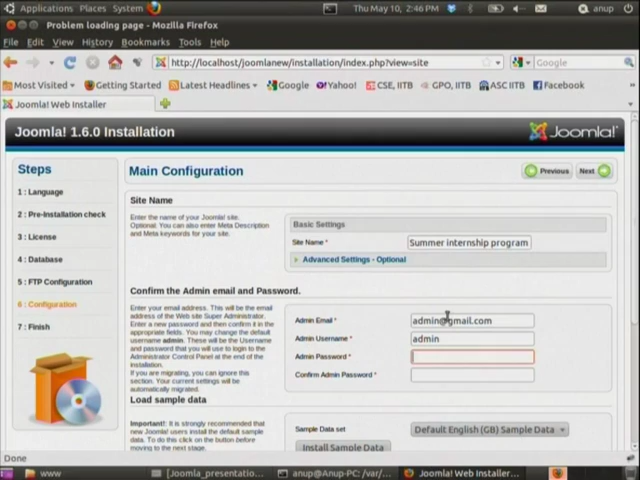 Applications Places System
Thu May 10, 2:46 PM
anup
Problem loading page - Mozilla Firefox
File Edit View History Bookmarks Tools Help
http://localhost/joomlanew/installation/index.php?view=site
Google
Most Visited Getting Started Latest Headlines Google Yahoo! CSE, IITB GPO, IITB ASC IITB Facebook
Joomla! Web Installer
Joomla! 1.6.0 Installation
Joomla!
Steps
1 : Language
2 : Pre-Installation check
3 : License
4 : Database
5 : FTP Configuration
6 : Configuration
7 : Finish
Main Configuration
Previous
Next
Site Name
Enter the name of your Joomla! site.
Optional: You can also enter Meta Description
and Meta keywords for your site.
Basic Settings
Site Name * Summer internship program
Advanced Settings - Optional
Confirm the Admin email and Password.
Enter your email address. This will be the email
address of the Web site Super Administrator.
Enter a new password and then confirm it in the
appropriate fields. You may change the default
username admin. These will be the Username
and password that you will use to login to the
Administrator Control Panel at the end of the
installation.
If you are migrating, you can ignore this
section. Your current settings will be
automatically migrated.
Admin Email * admin@gmail.com
Admin Username * admin
Admin Password *
Confirm Admin Password *
Load sample data
Important!: It is strongly recommended that
new Joomla! users install the default sample
data. To do this click on the button before
moving to the next stage.
Sample Data set Default English (GB) Sample Data
Install Sample Data
Done
www
[Joomla_presentatio...
anup@Anup-PC: /var/...
Joomla! Web Installer...